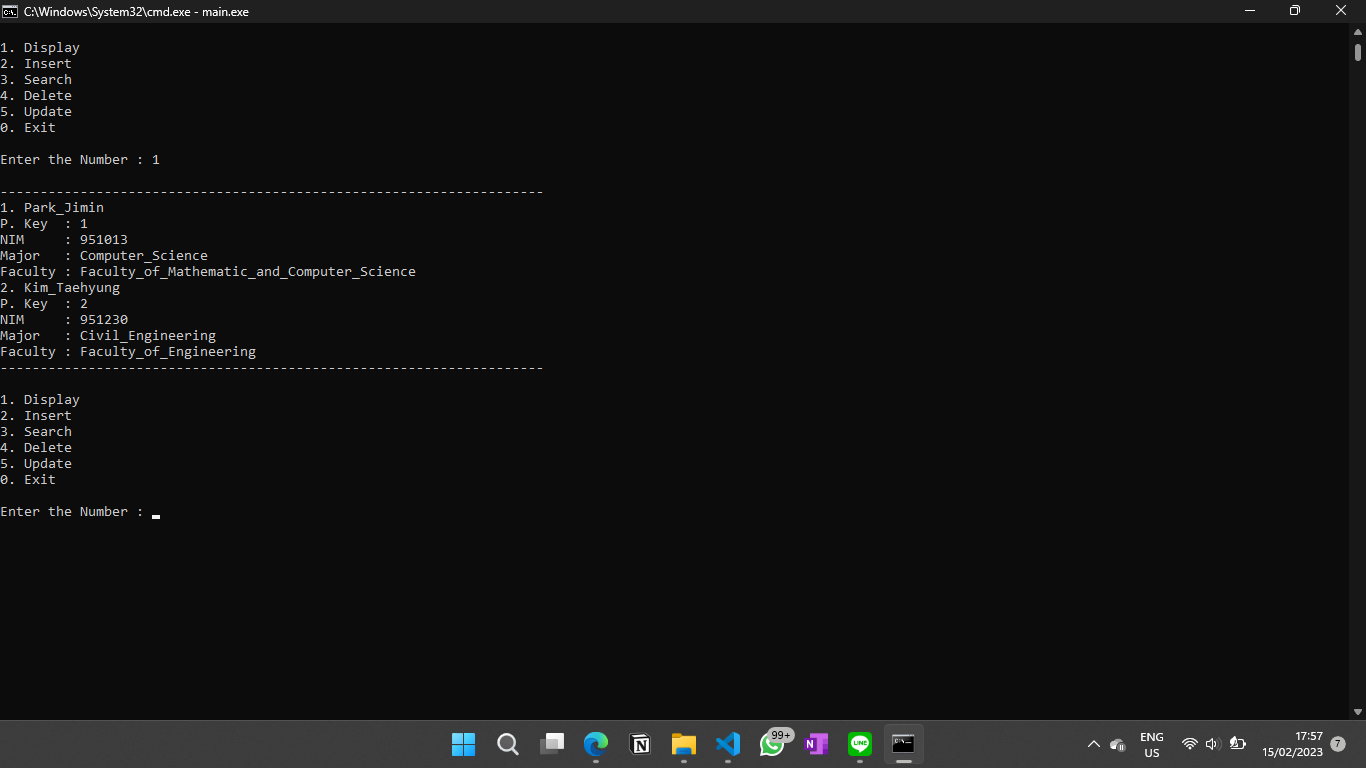 C:\Windows\System32\cmd.exe - main.exe
1. Display
2. Insert
3. Search
4. Delete
5. Update
0. Exit
Enter the Number : 1
--------------------------------------------------------------------
1. Park_Jimin
P. Key  : 1
NIM     : 951013
Major   : Computer_Science
Faculty : Faculty_of_Mathematic_and_Computer_Science
2. Kim_Taehyung
P. Key  : 2
NIM     : 951230
Major   : Civil_Engineering
Faculty : Faculty_of_Engineering
--------------------------------------------------------------------
1. Display
2. Insert
3. Search
4. Delete
5. Update
0. Exit
Enter the Number :
99+
LINE
ENG
US
17:57
15/02/2023
7